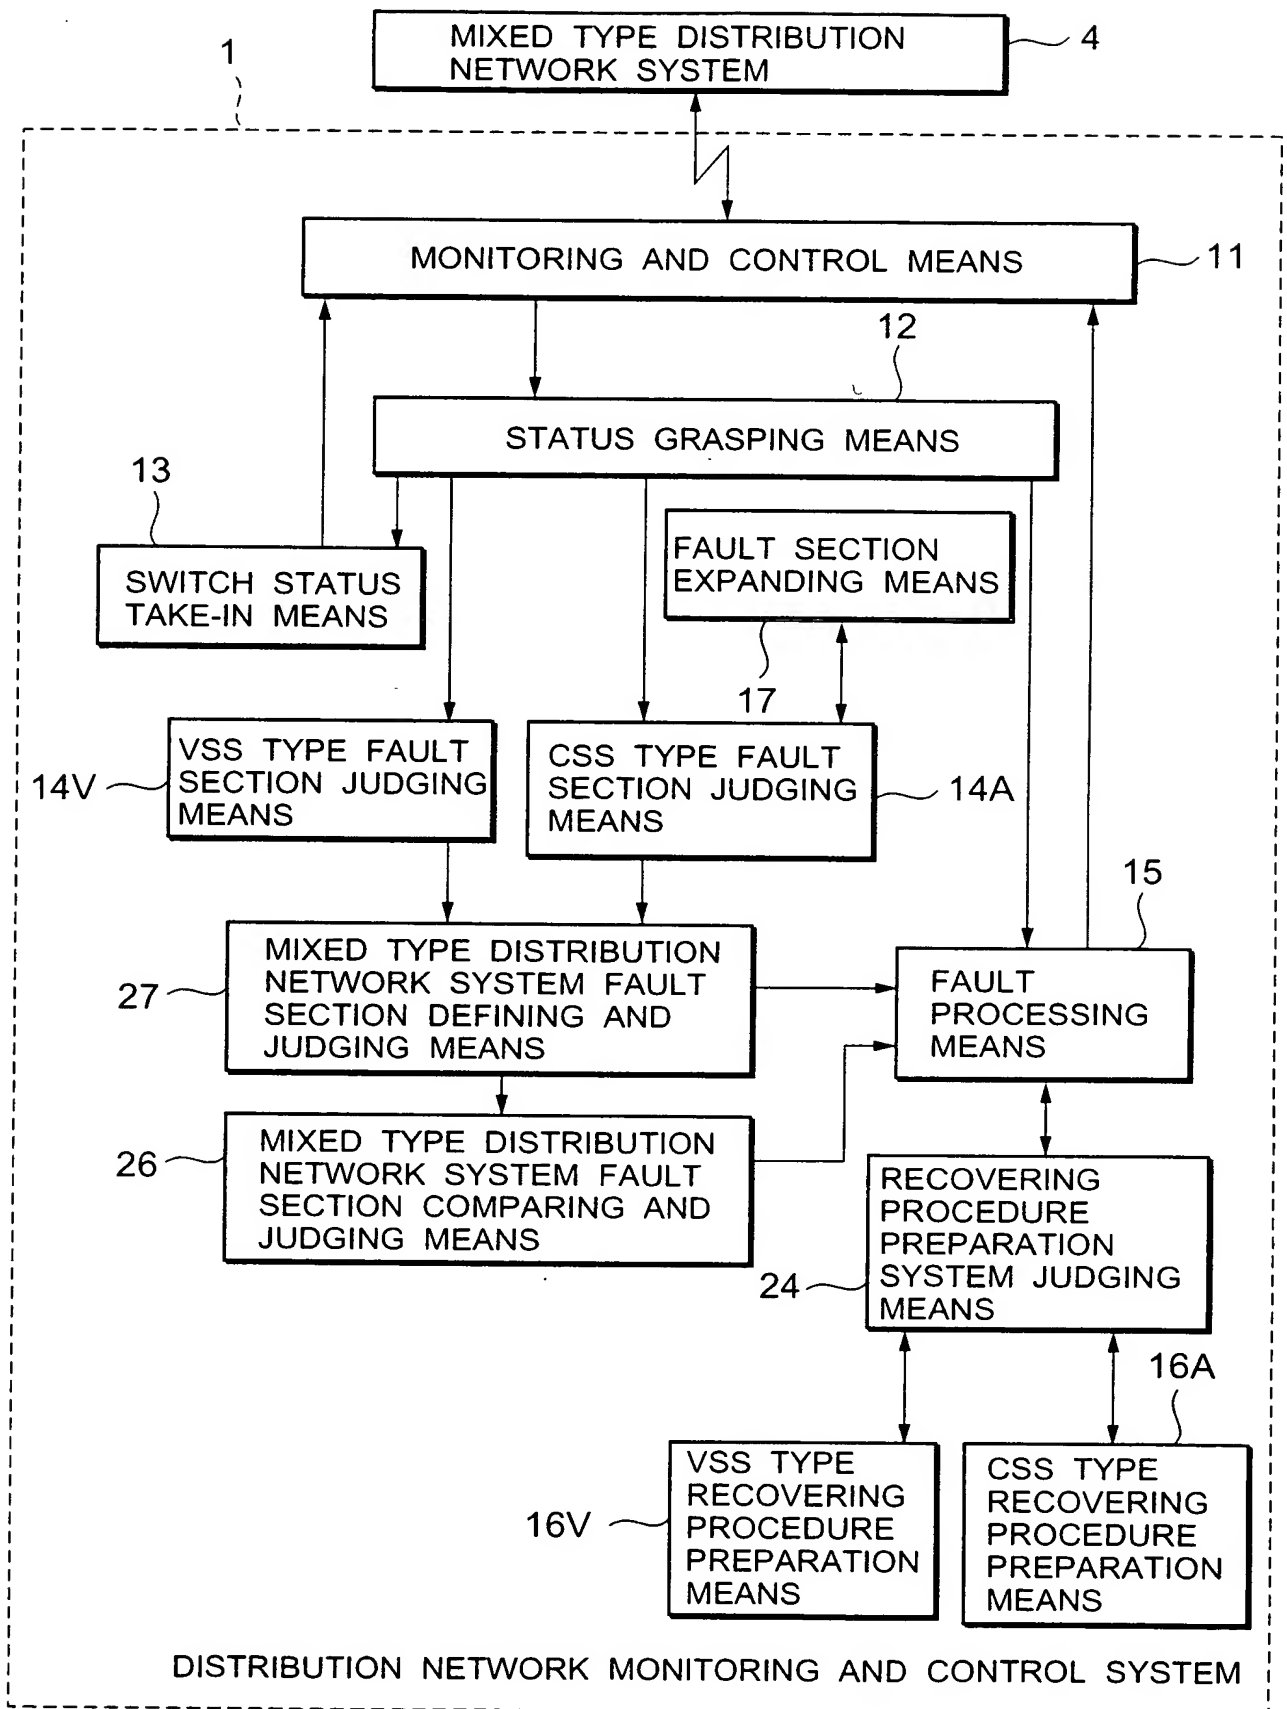 MIXED TYPE DISTRIBUTION
NETWORK SYSTEM
4
1
MONITORING AND CONTROL MEANS
11
12
STATUS GRASPING MEANS
13
SWITCH STATUS
TAKE-IN MEANS
FAULT SECTION
EXPANDING MEANS
17
VSS TYPE FAULT
SECTION JUDGING
MEANS
14V
CSS TYPE FAULT
SECTION JUDGING
MEANS
14A
15
MIXED TYPE DISTRIBUTION
NETWORK SYSTEM FAULT
SECTION DEFINING AND
JUDGING MEANS
27
FAULT
PROCESSING
MEANS
MIXED TYPE DISTRIBUTION
NETWORK SYSTEM FAULT
SECTION COMPARING AND
JUDGING MEANS
26
RECOVERING
PROCEDURE
PREPARATION
SYSTEM JUDGING
MEANS
24
16A
VSS TYPE
RECOVERING
PROCEDURE
PREPARATION
MEANS
16V
CSS TYPE
RECOVERING
PROCEDURE
PREPARATION
MEANS
DISTRIBUTION NETWORK MONITORING AND CONTROL SYSTEM